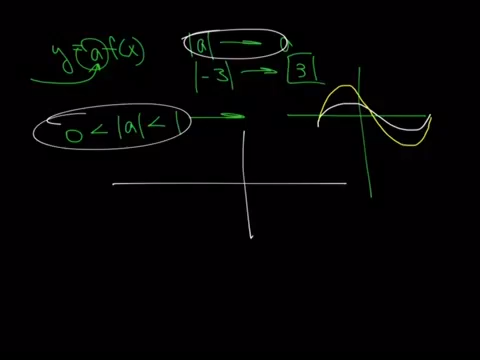 y = a f(x)
|a| → a
|-3| → 3
0 < |a| < 1 →